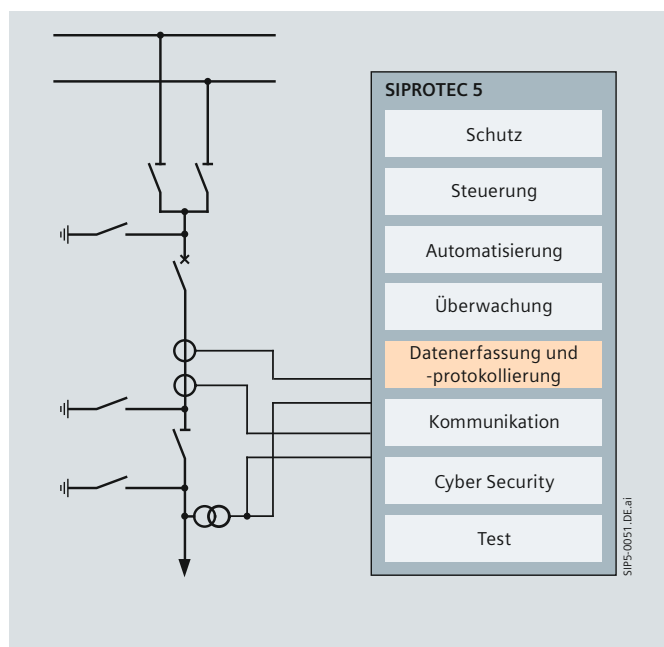 SIPROTEC 5
Schutz
Steuerung
Automatisierung
Überwachung
Datenerfassung und
-protokollierung
Kommunikation
Cyber Security
Test
SIP5-0051.DE.ai